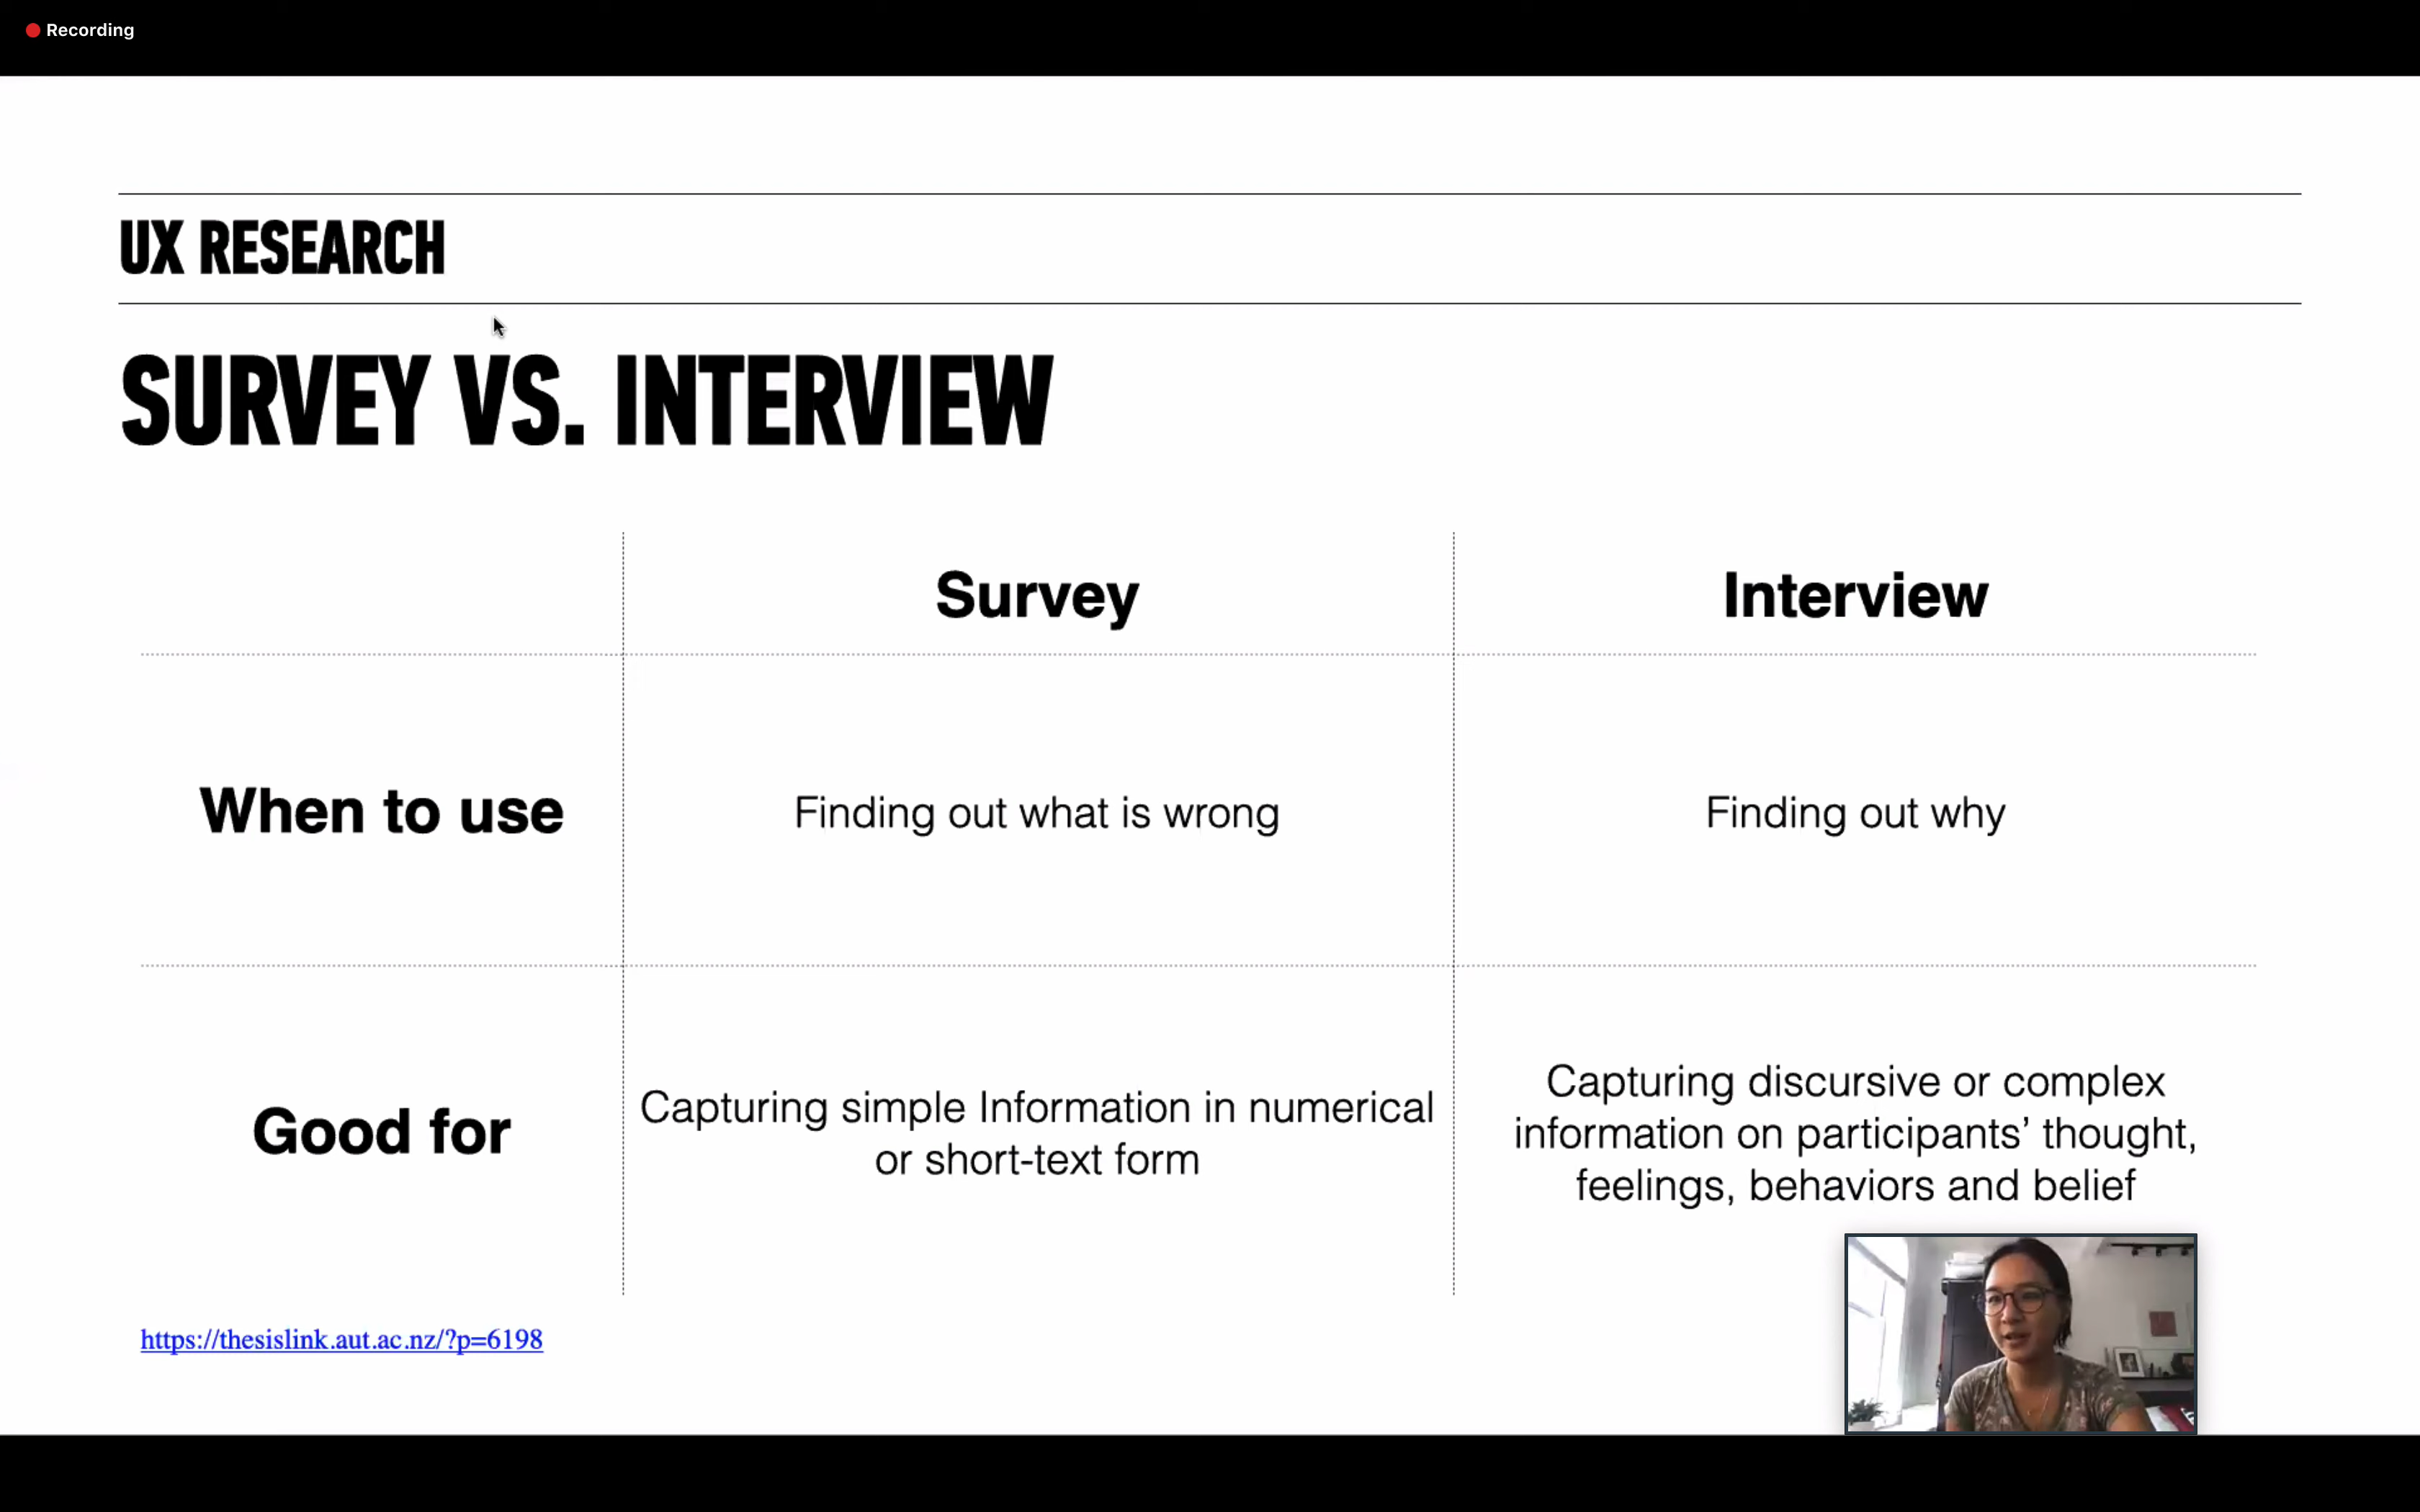 Recording
UX RESEARCH
SURVEY VS. INTERVIEW
Survey
Interview
When to use
Finding out what is wrong
Finding out why
Good for
Capturing simple Information in numerical
or short-text form
Capturing discursive or complex
information on participants’ thought,
feelings, behaviors and belief
https://thesislink.aut.ac.nz/?p=6198